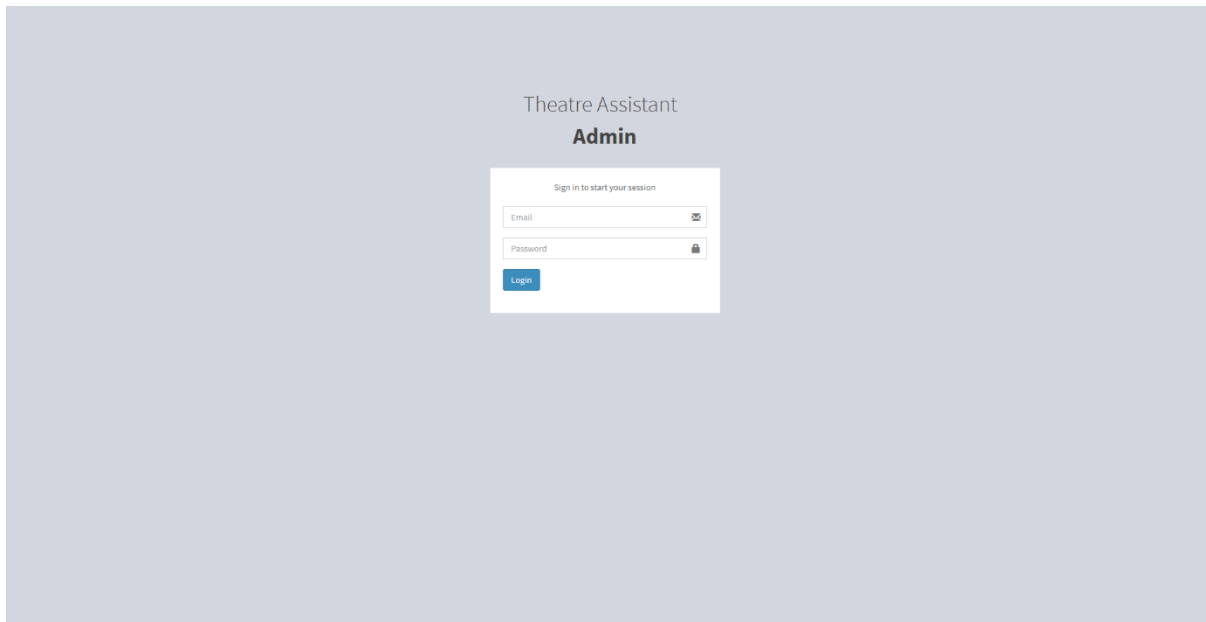 Theatre Assistant
Admin
Sign in to start your session
Email
Password
Login